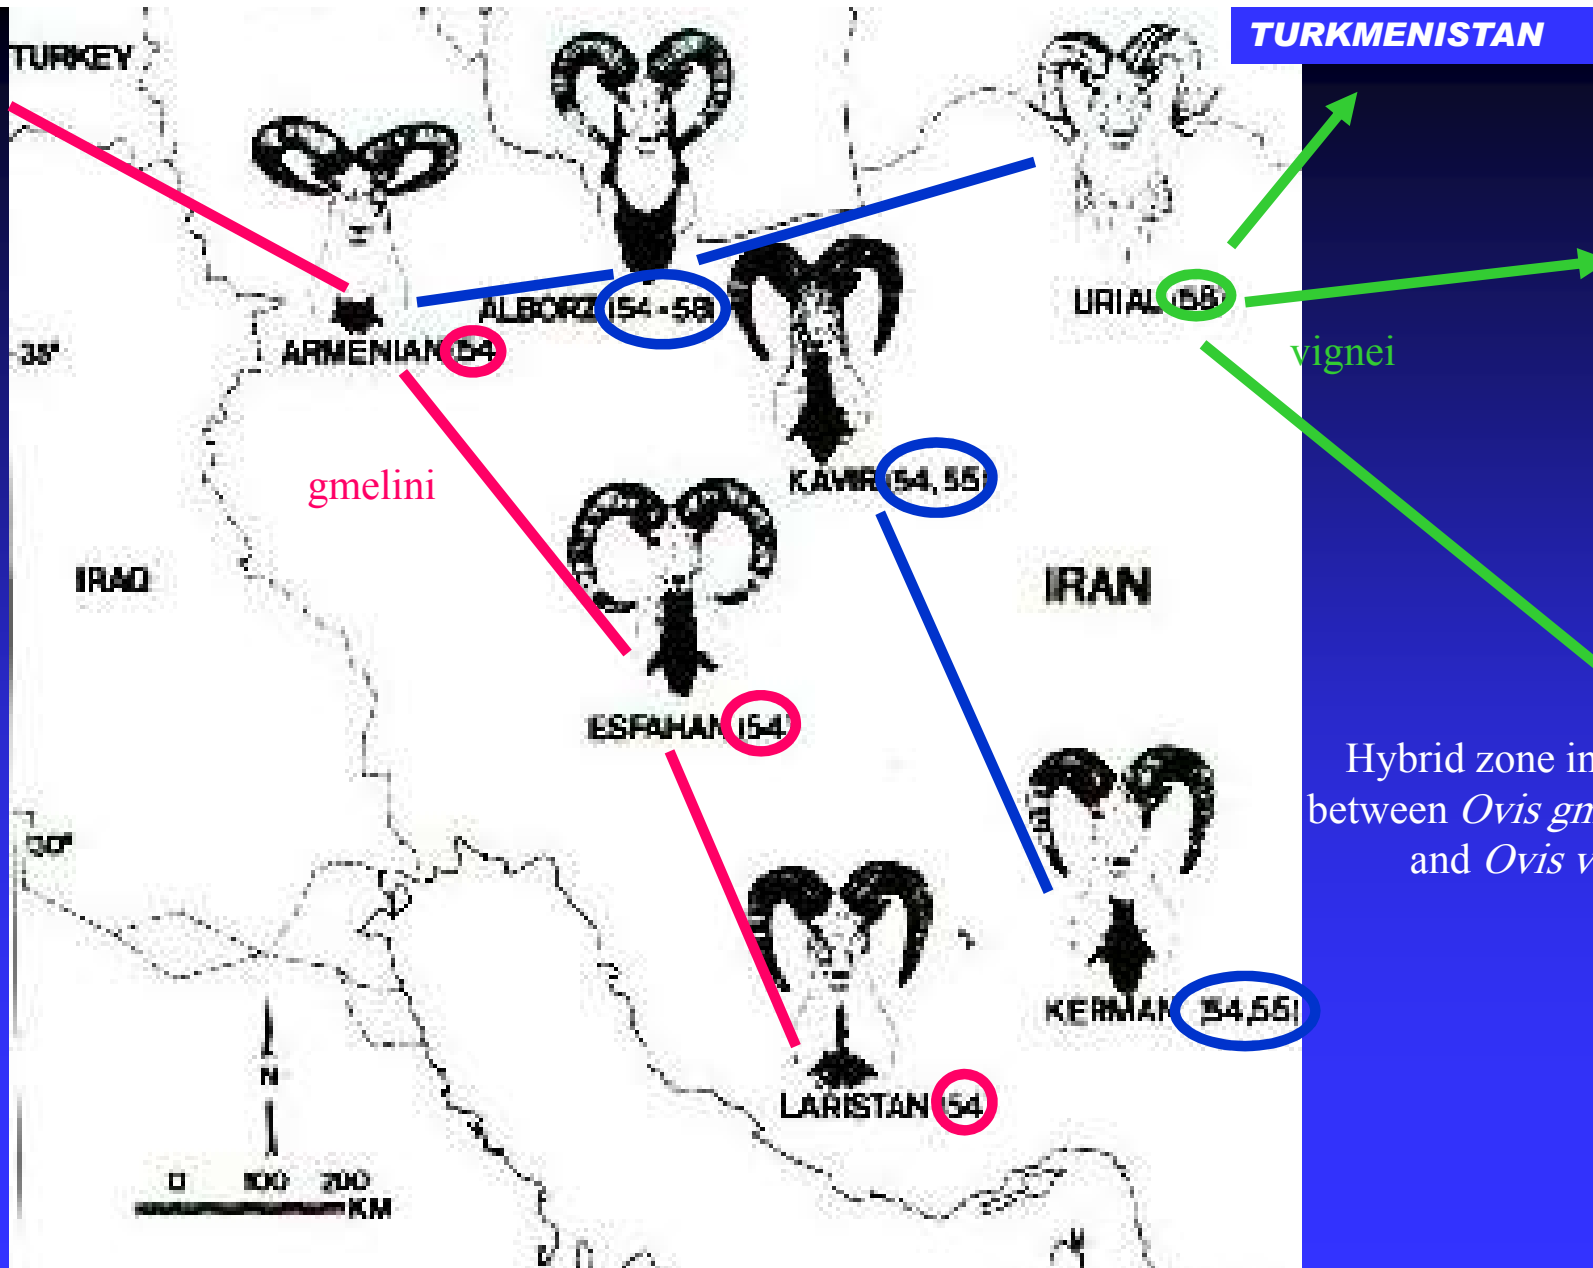 TURKMENISTAN
TURKEY
ALBORZ (54-58)
URIAL (58)
ARMENIAN (54)
35°
vignei
KAVIR (54, 55)
gmelini
IRAQ
IRAN
ESFAHAN (54)
Hybrid zone in
between Ovis gm
and Ovis v
30°
KERMAN (54,55)
N
LARISTAN (54)
0 100 200
KM